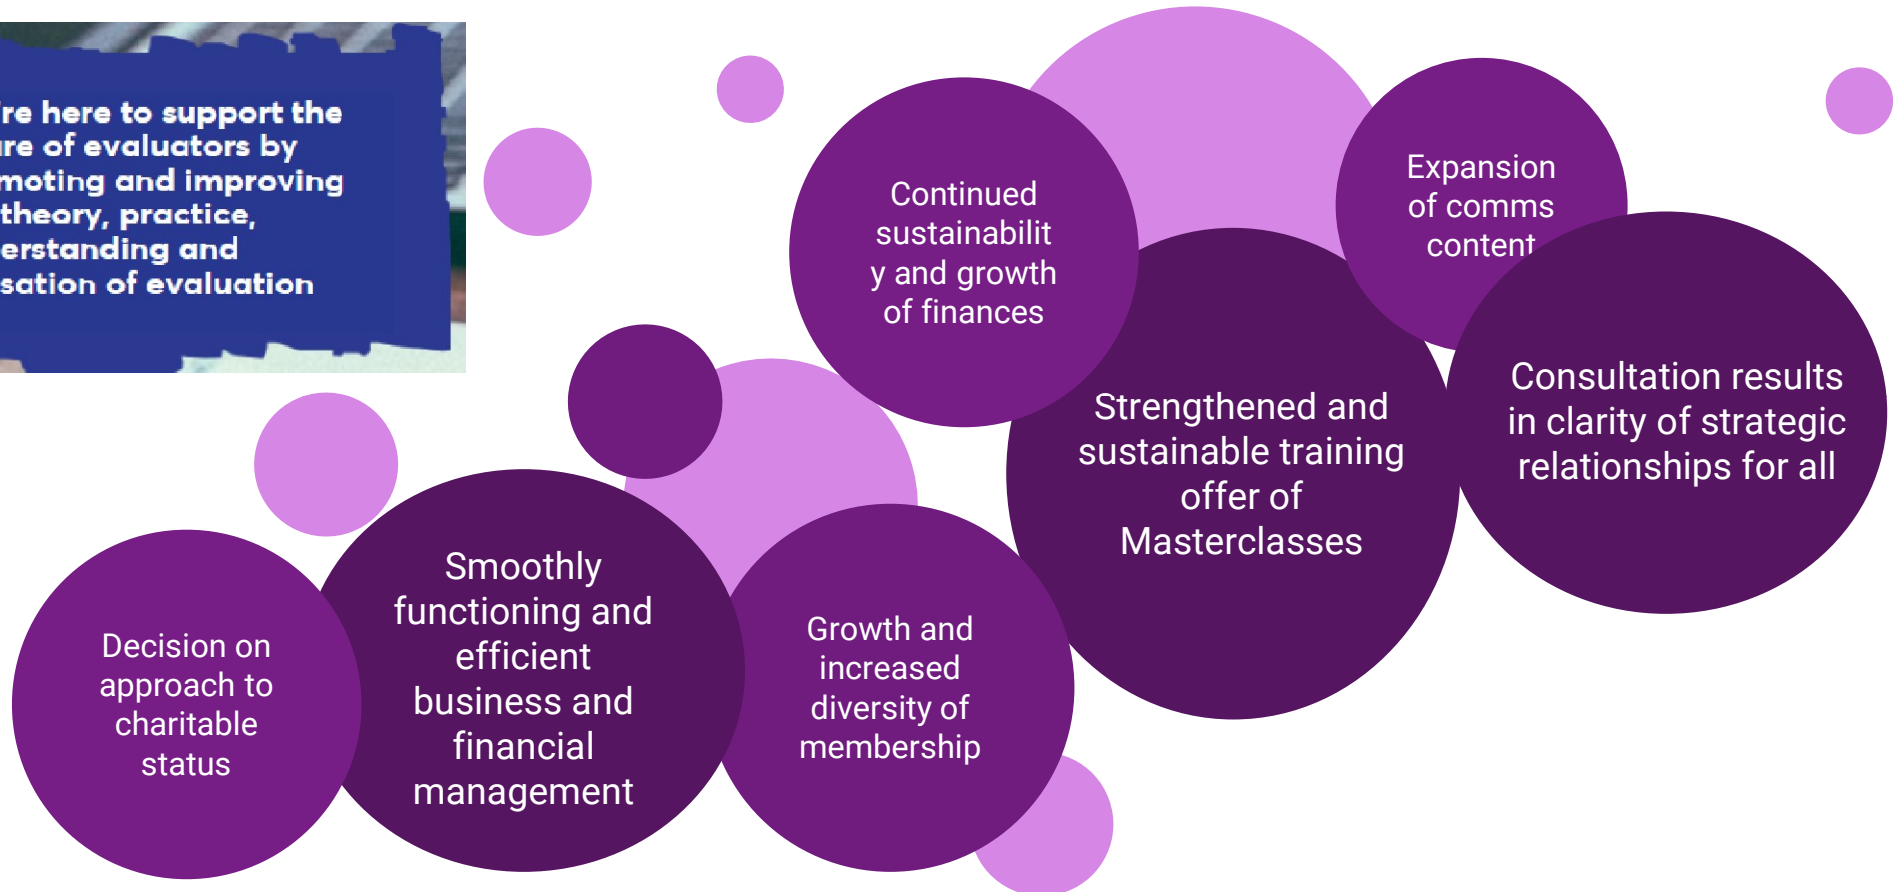 're here to support the
re of evaluators by
moting and improving
theory, practice,
erstanding and
sation of evaluation
Continued
sustainabilit
y and growth
of finances
Expansion
of comms
content
Strengthened and
sustainable training
offer of
Masterclasses
Consultation results
in clarity of strategic
relationships for all
Decision on
approach to
charitable
status
Smoothly
functioning and
efficient
business and
financial
management
Growth and
increased
diversity of
membership